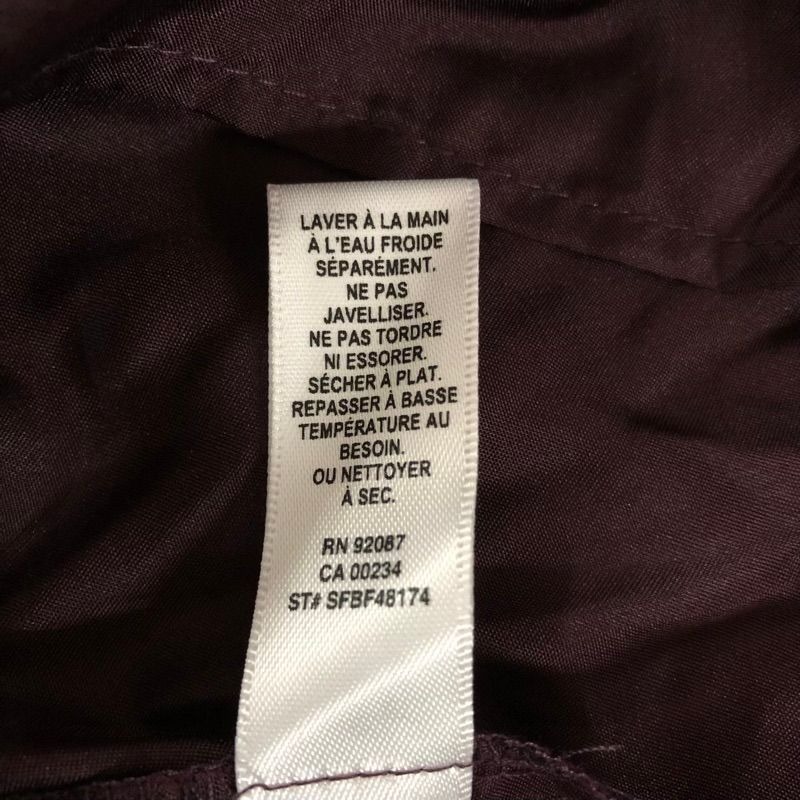 LAVER À LA MAIN
À L'EAU FROIDE
SÉPARÉMENT.
NE PAS
JAVELLISER.
NE PAS TORDRE
NI ESSORER.
SÉCHER À PLAT.
REPASSER À BASSE
TEMPÉRATURE AU
BESOIN.
OU NETTOYER
À SEC.
RN 92087
CA 00234
ST# SFBF48174